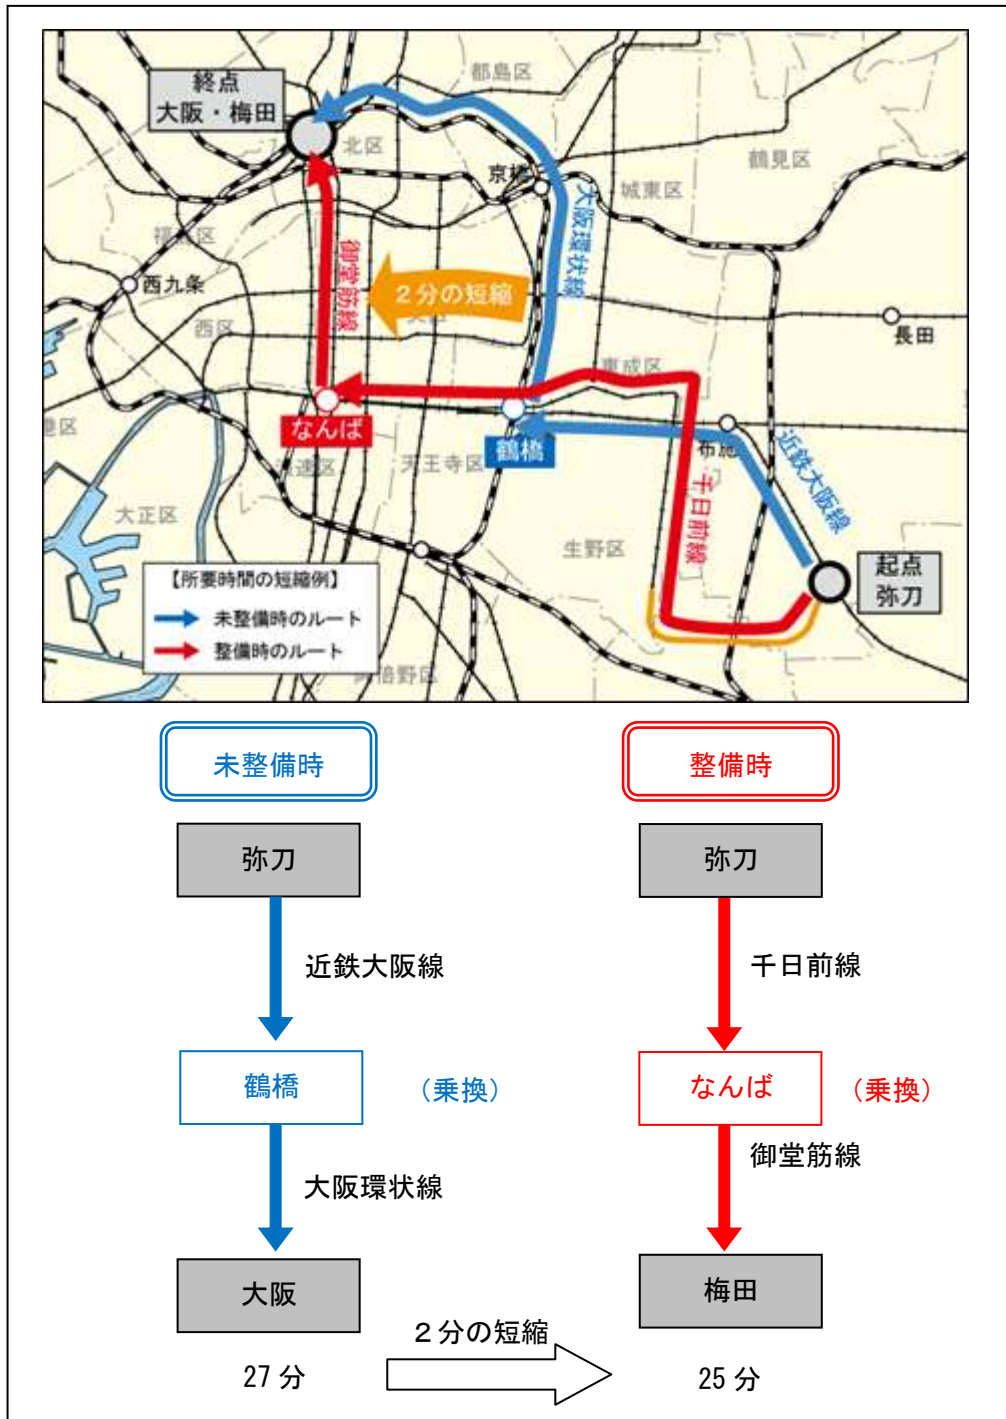 終点
大阪・梅田
都島区
北区
鶴見区
京橋
城東区
大阪環状線
御堂筋線
西九条
2分の短縮
西区
長田
東成区
なんば
鶴橋
布施
近鉄大阪線
天王寺区
千日前線
大正区
生野区
起点
弥刀
【所要時間の短縮例】
未整備時のルート
整備時のルート
未整備時
整備時
弥刀
弥刀
近鉄大阪線
千日前線
鶴橋
(乗換)
なんば
(乗換)
大阪環状線
御堂筋線
大阪
梅田
2分の短縮
27分
25分